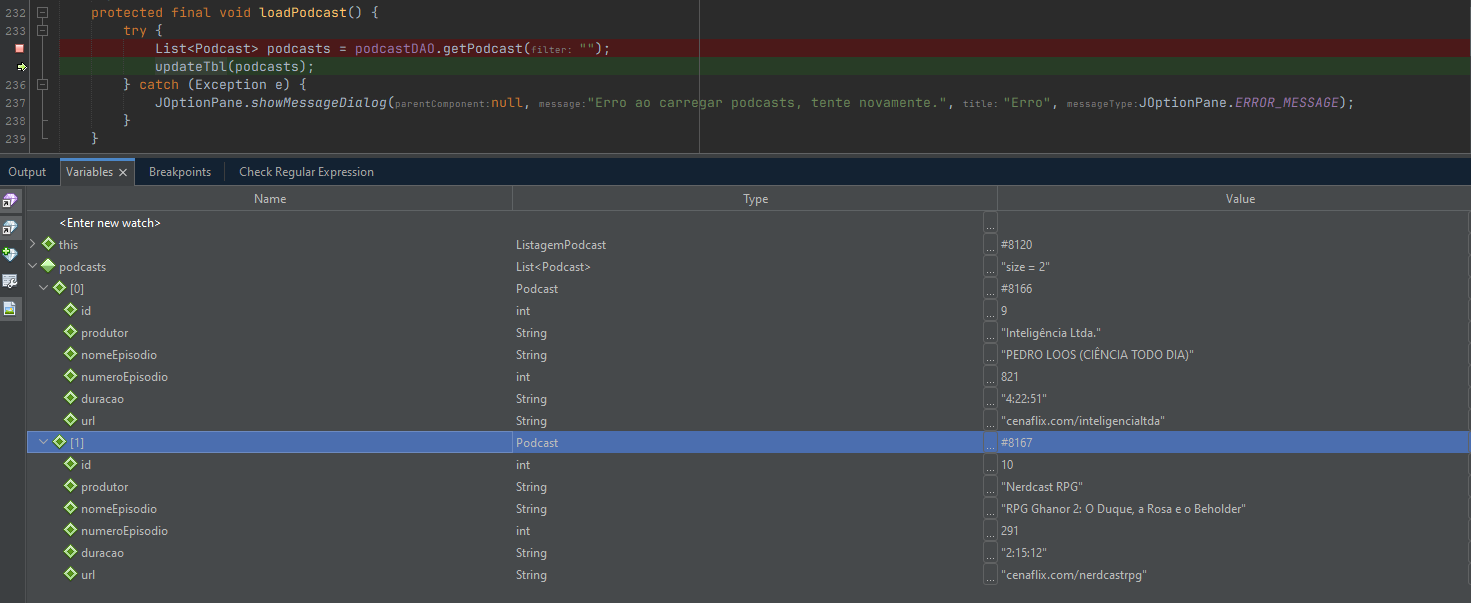 232 protected final void loadPodcast() {
233 try {
List<Podcast> podcasts = podcastDAO.getPodcast(filter: "");
updateTbl(podcasts);
236 } catch (Exception e) {
237 JOptionPane.showMessageDialog(parentComponent:null, message:"Erro ao carregar podcasts, tente novamente.", title: "Erro", messageType:JOptionPane.ERROR_MESSAGE);
238 }
239 }
Output Variables × Breakpoints Check Regular Expression
Name Type Value
<Enter new watch> ...
this ListagemPodcast ... #8120
podcasts List<Podcast> ... "size = 2"
[0] Podcast ... #8166
id int ... 9
produtor String ... "Inteligência Ltda."
nomeEpisodio String ... "PEDRO LOOS (CIÊNCIA TODO DIA)"
numeroEpisodio int ... 821
duracao String ... "4:22:51"
url String ... "cenaflix.com/inteligencialtda"
[1] Podcast ... #8167
id int ... 10
produtor String ... "Nerdcast RPG"
nomeEpisodio String ... "RPG Ghanor 2: O Duque, a Rosa e o Beholder"
numeroEpisodio int ... 291
duracao String ... "2:15:12"
url String ... "cenaflix.com/nerdcastrpg"